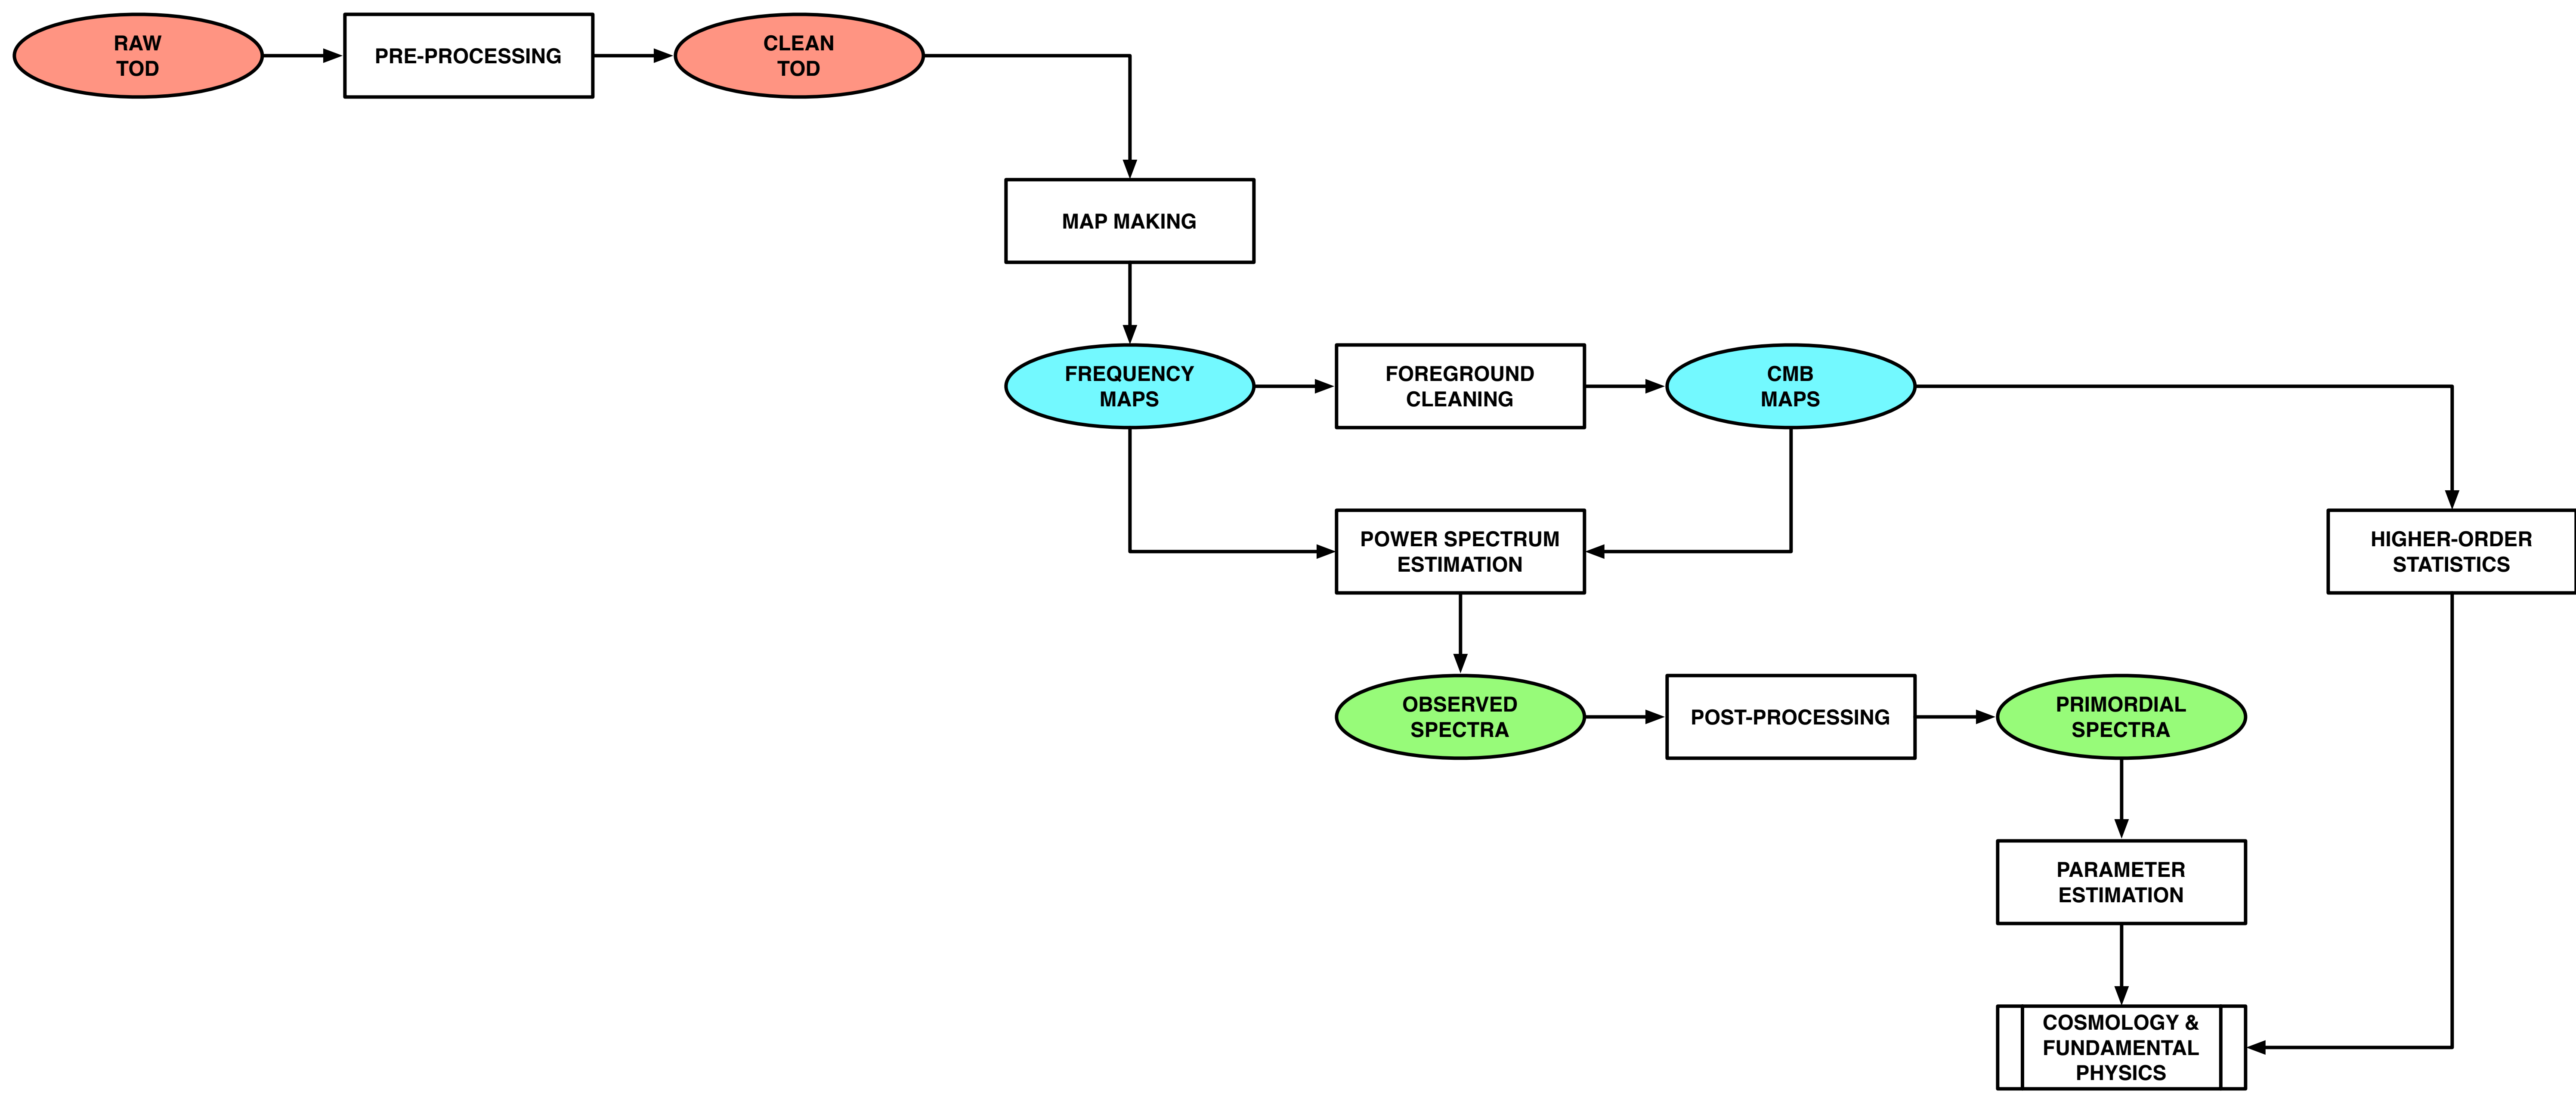 RAW
TOD
PRE-PROCESSING
CLEAN
TOD
MAP MAKING
FREQUENCY
MAPS
FOREGROUND
CLEANING
CMB
MAPS
POWER SPECTRUM
ESTIMATION
HIGHER-ORDER
STATISTICS
OBSERVED
SPECTRA
POST-PROCESSING
PRIMORDIAL
SPECTRA
PARAMETER
ESTIMATION
COSMOLOGY &
FUNDAMENTAL
PHYSICS